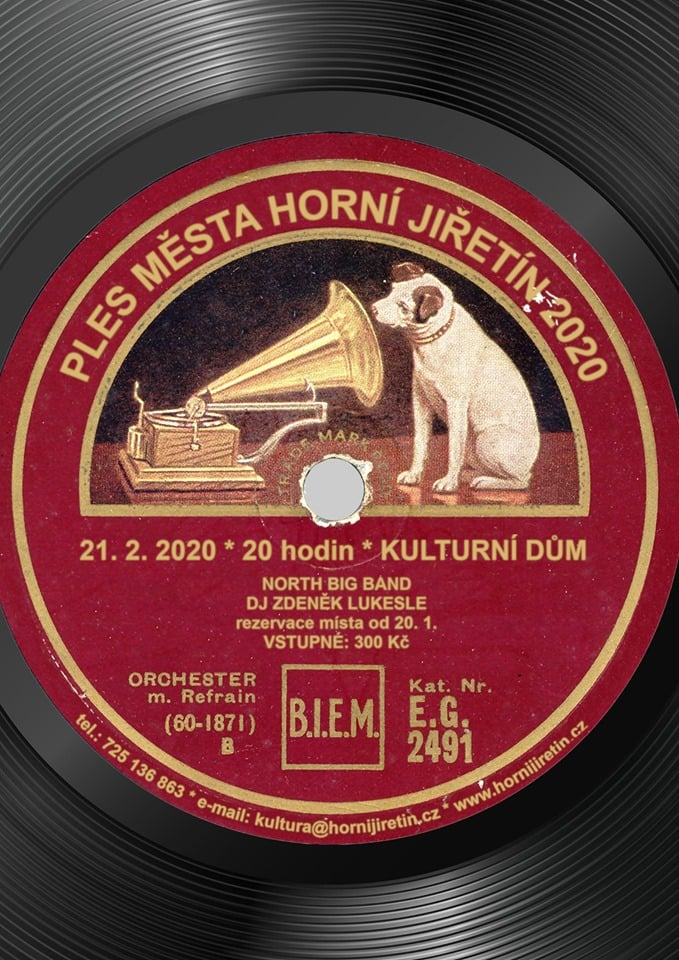 PLES MĚSTA HORNÍ JIŘETÍN 2020
TRADE MARK
21. 2. 2020 * 20 hodin * KULTURNÍ DŮM
NORTH BIG BAND
DJ ZDENĚK LUKESLE
rezervace místa od 20. 1.
VSTUPNÉ: 300 Kč
ORCHESTER
m. Refrain
(60-1871)
B
B.I.E.M.
Kat. Nr.
E.G.
2491
tel.: 725 136 863 * e-mail: kultura@hornijiretin.cz * www.hornijiretin.cz